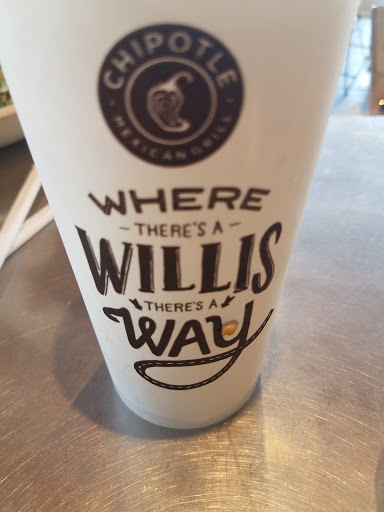 CHIPOTLE
MEXICAN GRILL
WHERE
- THERE'S A -
WILLIS
THERE'S A
WAY